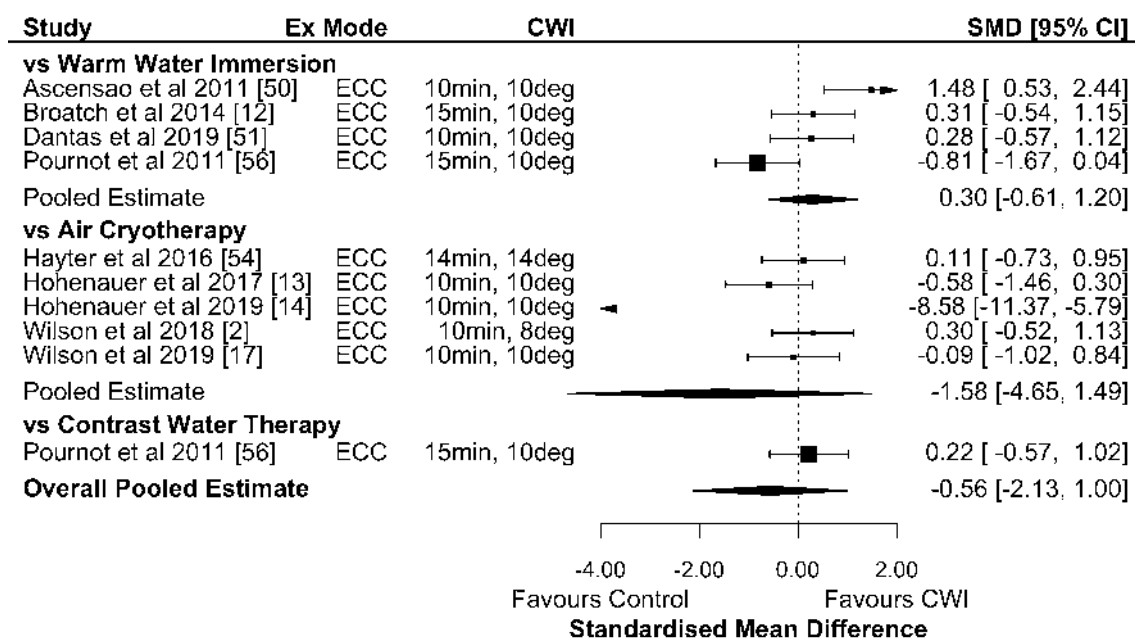 Study Ex Mode CWI SMD [95% CI]
vs Warm Water Immersion
Ascensao et al 2011 [50] ECC 10min, 10deg 1.48 [ 0.53, 2.44]
Broatch et al 2014 [12] ECC 15min, 10deg 0.31 [ -0.54, 1.15]
Dantas et al 2019 [51] ECC 10min, 10deg 0.28 [ -0.57, 1.12]
Pournot et al 2011 [56] ECC 15min, 10deg -0.81 [ -1.67, 0.04]
Pooled Estimate 0.30 [-0.61, 1.20]
vs Air Cryotherapy
Hayter et al 2016 [54] ECC 14min, 14deg 0.11 [ -0.73, 0.95]
Hohenauer et al 2017 [13] ECC 10min, 10deg -0.58 [ -1.46, 0.30]
Hohenauer et al 2019 [14] ECC 10min, 10deg -8.58 [-11.37, -5.79]
Wilson et al 2018 [2] ECC 10min, 8deg 0.30 [ -0.52, 1.13]
Wilson et al 2019 [17] ECC 10min, 10deg -0.09 [ -1.02, 0.84]
Pooled Estimate -1.58 [-4.65, 1.49]
vs Contrast Water Therapy
Pournot et al 2011 [56] ECC 15min, 10deg 0.22 [ -0.57, 1.02]
Overall Pooled Estimate -0.56 [-2.13, 1.00]
-4.00 -2.00 0.00 2.00
Favours Control Favours CWI
Standardised Mean Difference